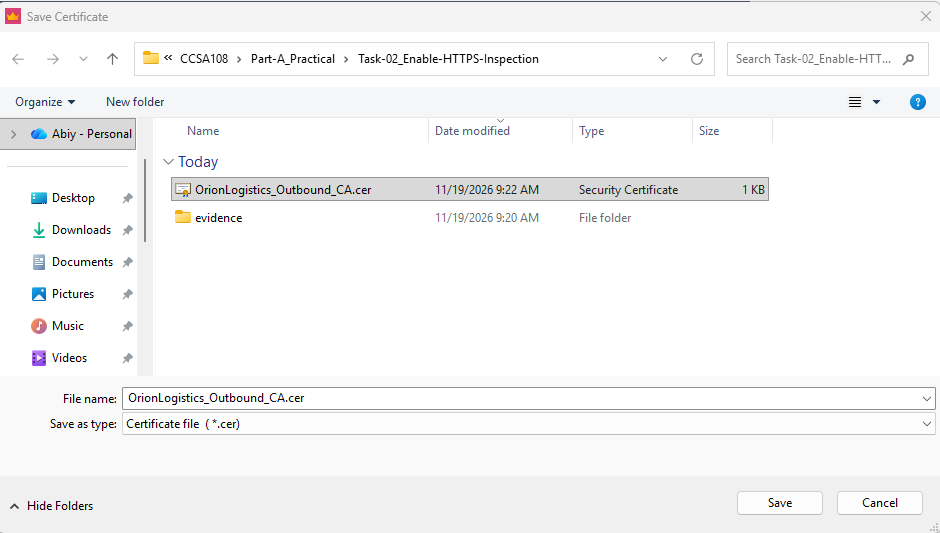 Save Certificate
« CCSA108 › Part-A_Practical › Task-02_Enable-HTTPS-Inspection
Search Task-02_Enable-HTT...
Organize New folder ?
Abiy - Personal
Desktop
Downloads
Documents
Pictures
Music
Videos
Name Date modified Type Size
Today
OrionLogistics_Outbound_CA.cer 11/19/2026 9:22 AM Security Certificate 1 KB
evidence 11/19/2026 9:20 AM File folder
File name: OrionLogistics_Outbound_CA.cer
Save as type: Certificate file ( *.cer)
Hide Folders Save Cancel